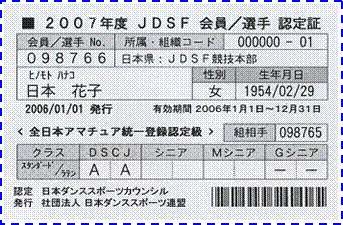 ■ 2007年度 JDSF 会員／選手 認定証
会員／選手 No. 所属・組織コード 000000 - 01
098766 日本県：JDSF競技本部
ﾋﾉﾓﾄ ﾊﾅｺ 性別 生年月日
日本 花子 女 1954/02/29
2006/01/01 発行 有効期間 2006年1月1日～12月31日
< 全日本アマチュア統一登録認定級 > 組相手 098765
クラス DSCJ シニア Mシニア Gシニア
ｽﾀﾝﾀﾞｰﾄﾞ／ﾗﾃﾝ A A — —
認定 日本ダンススポーツカウンシル
発行 社団法人 日本ダンススポーツ連盟